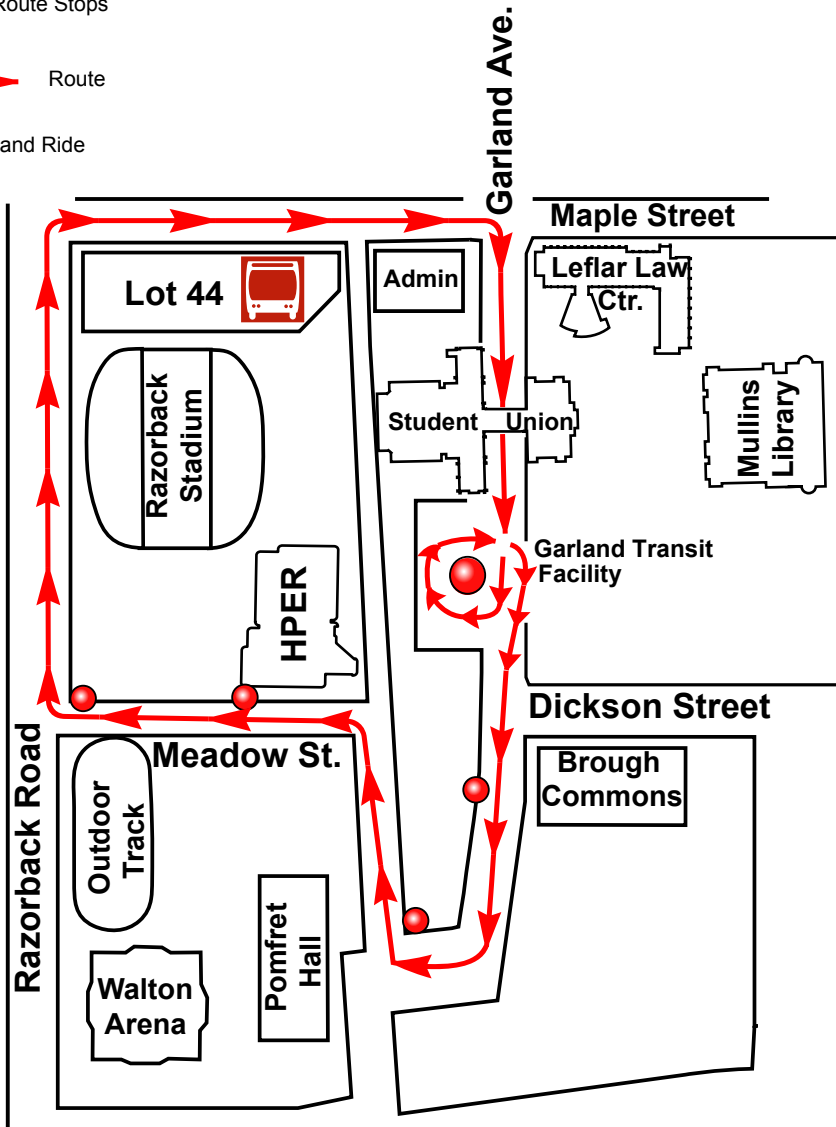 Route Stops
Route
and Ride
Garland Ave.
Maple Street
Lot 44
Admin
Leflar Law
Ctr.
Razorback
Stadium
Student Union
Mullins
Library
HPER
Garland Transit
Facility
Dickson Street
Meadow St.
Razorback Road
Outdoor
Track
Brough
Commons
Pomfret
Hall
Walton
Arena